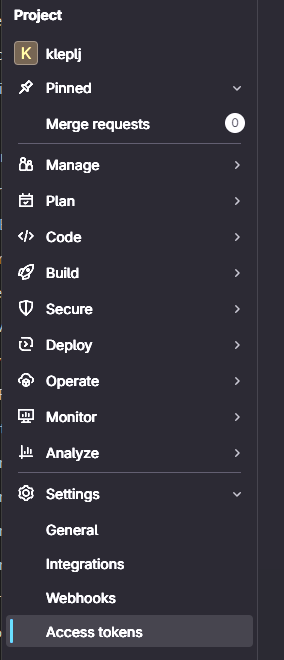 Project
K kleplj
Pinned
Merge requests 0
Manage
Plan
Code
Build
Secure
Deploy
Operate
Monitor
Analyze
Settings
General
Integrations
Webhooks
Access tokens